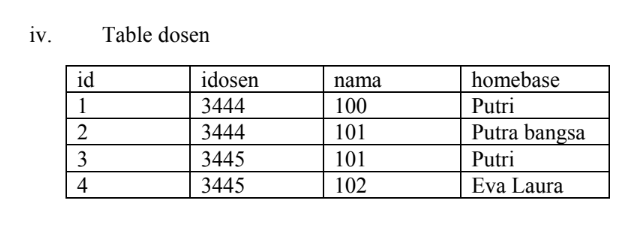 iv. Table dosen
id idosen nama homebase
1 3444 100 Putri
2 3444 101 Putra bangsa
3 3445 101 Putri
4 3445 102 Eva Laura